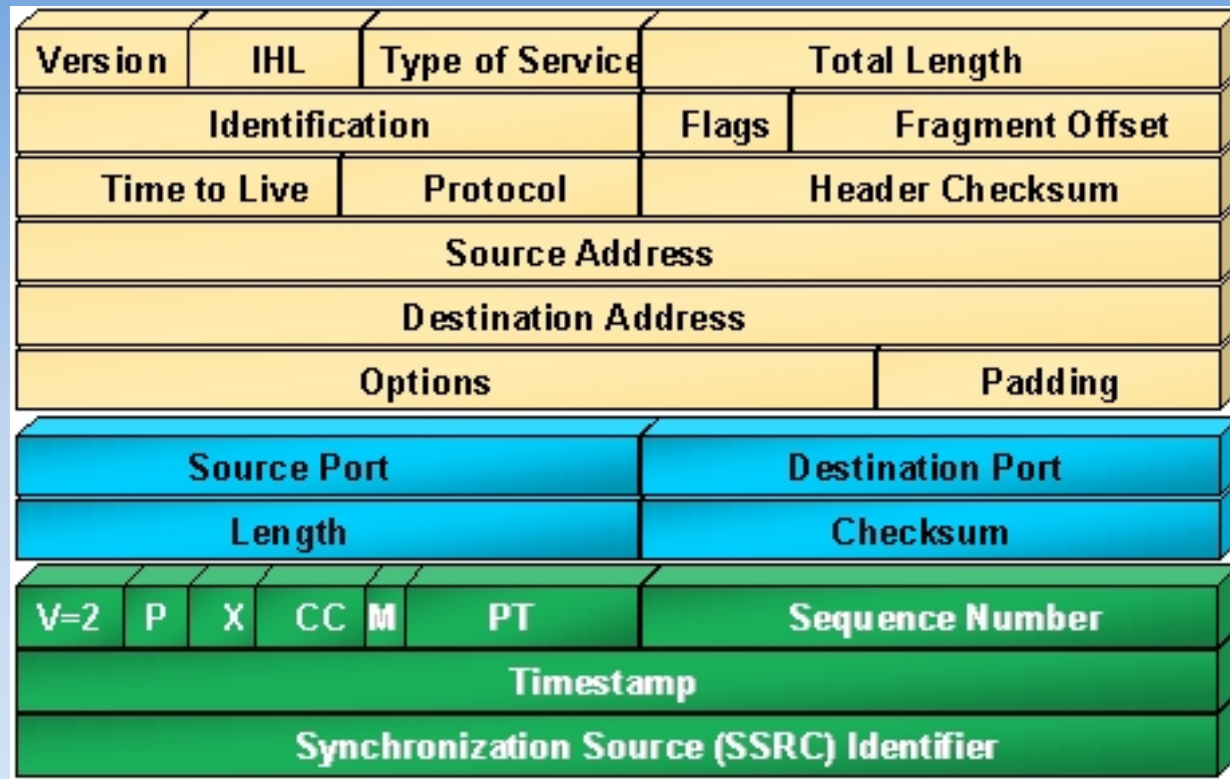 Version IHL Type of Service Total Length
Identification Flags Fragment Offset
Time to Live Protocol Header Checksum
Source Address
Destination Address
Options Padding
Source Port Destination Port
Length Checksum
V=2 P X CC M PT Sequence Number
Timestamp
Synchronization Source (SSRC) Identifier